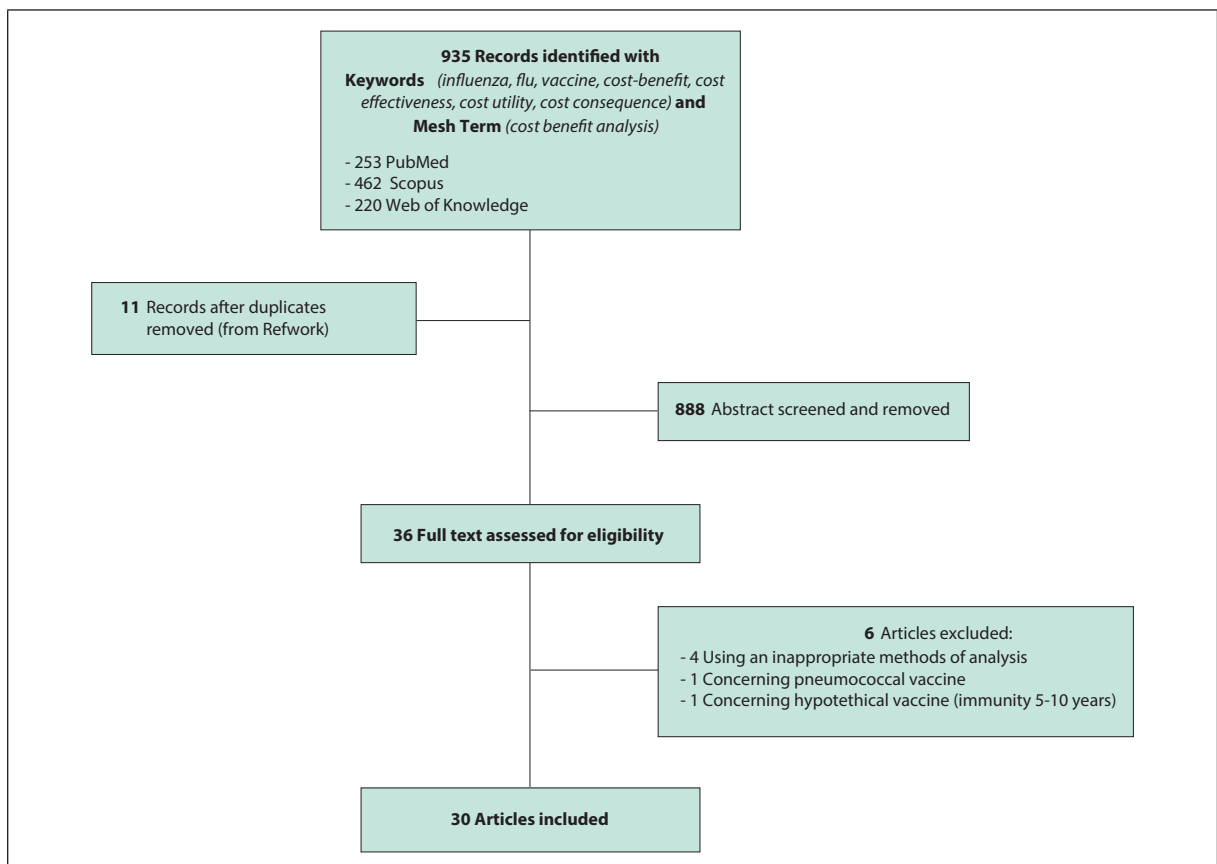 935 Records identified with
Keywords (influenza, flu, vaccine, cost-benefit, cost
effectiveness, cost utility, cost consequence) and
Mesh Term (cost benefit analysis)
- 253 PubMed
- 462 Scopus
- 220 Web of Knowledge
11 Records after duplicates
removed (from Refwork)
888 Abstract screened and removed
36 Full text assessed for eligibility
6 Articles excluded:
- 4 Using an inappropriate methods of analysis
- 1 Concerning pneumococcal vaccine
- 1 Concerning hypotethical vaccine (immunity 5-10 years)
30 Articles included